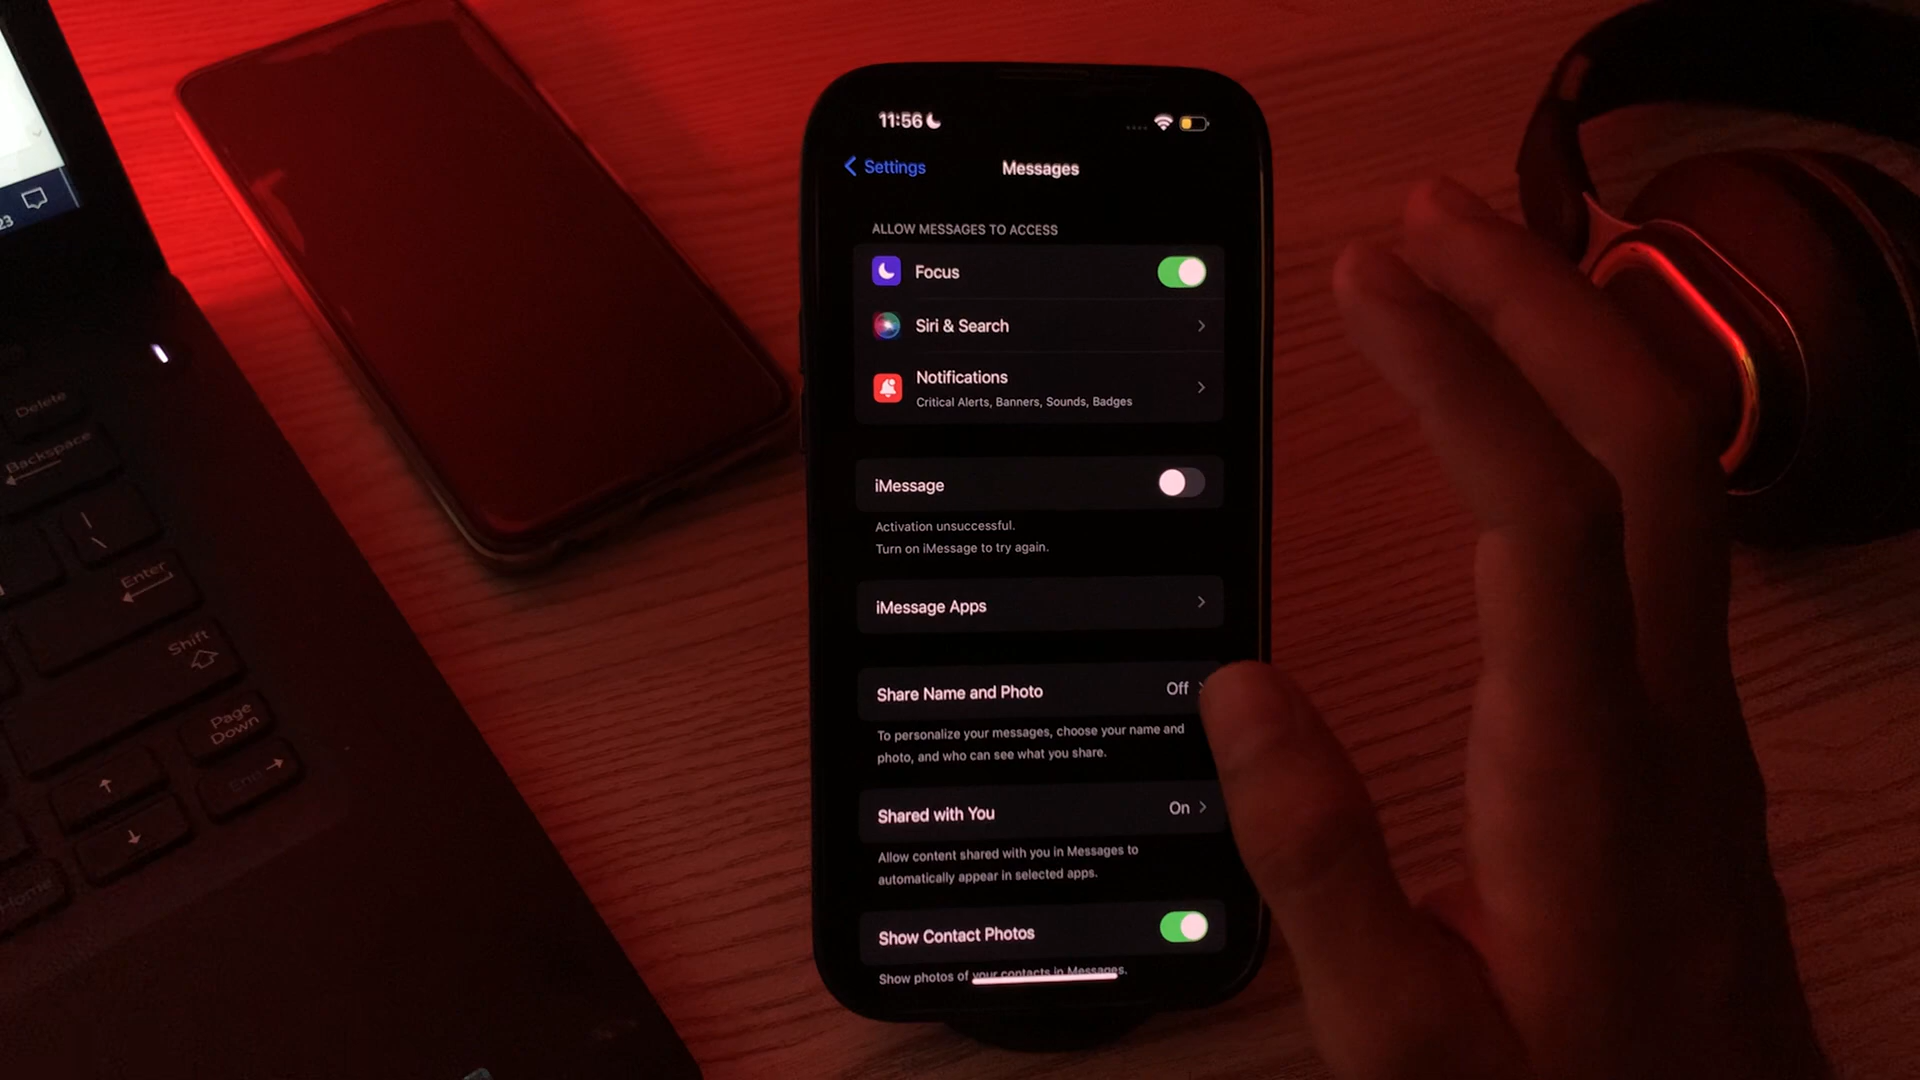 11:56
Settings
Messages
ALLOW MESSAGES TO ACCESS
Focus
Siri & Search
Notifications
Critical Alerts, Banners, Sounds, Badges
iMessage
Activation unsuccessful.
Turn on iMessage to try again.
iMessage Apps
Share Name and Photo Off
To personalize your messages, choose your name and
photo, and who can see what you share.
Shared with You On
Allow content shared with you in Messages to
automatically appear in selected apps.
Show Contact Photos
Show photos of your contacts in Messages.
23
Delete
Backspace
\
Enter
Shift
Page
Down
End
Home